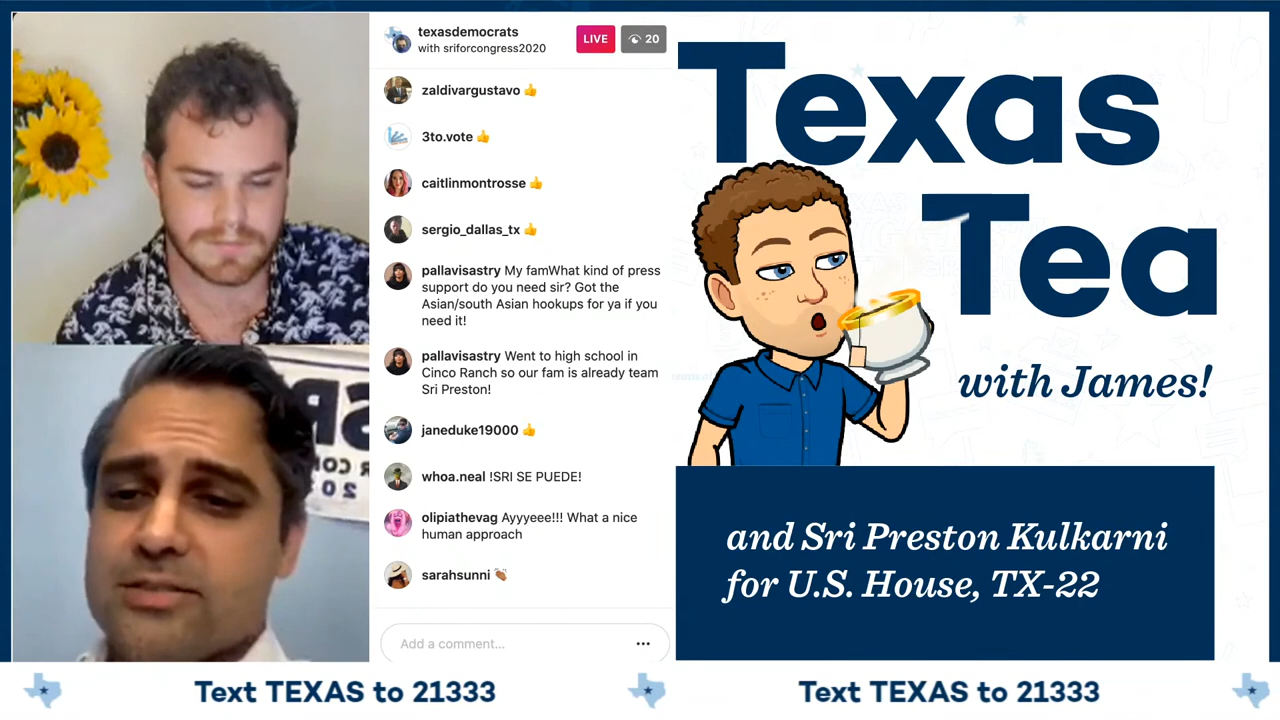 texasdemocrats
with sriforcongress2020
LIVE
20
zaldivargustavo 👍
3to.vote 👍
caitlinmontrosse 👍
sergio_dallas_tx 👍
pallavisastry My famWhat kind of press
support do you need sir? Got the
Asian/south Asian hookups for ya if you
need it!
pallavisastry Went to high school in
Cinco Ranch so our fam is already team
Sri Preston!
janeduke19000 👍
whoa.neal !SRI SE PUEDE!
olipiathevag Ayyyeee!!! What a nice
human approach
sarahsunni 👏🏽
Add a comment...
Texas
Tea
with James!
and Sri Preston Kulkarni
for U.S. House, TX-22
Text TEXAS to 21333
Text TEXAS to 21333